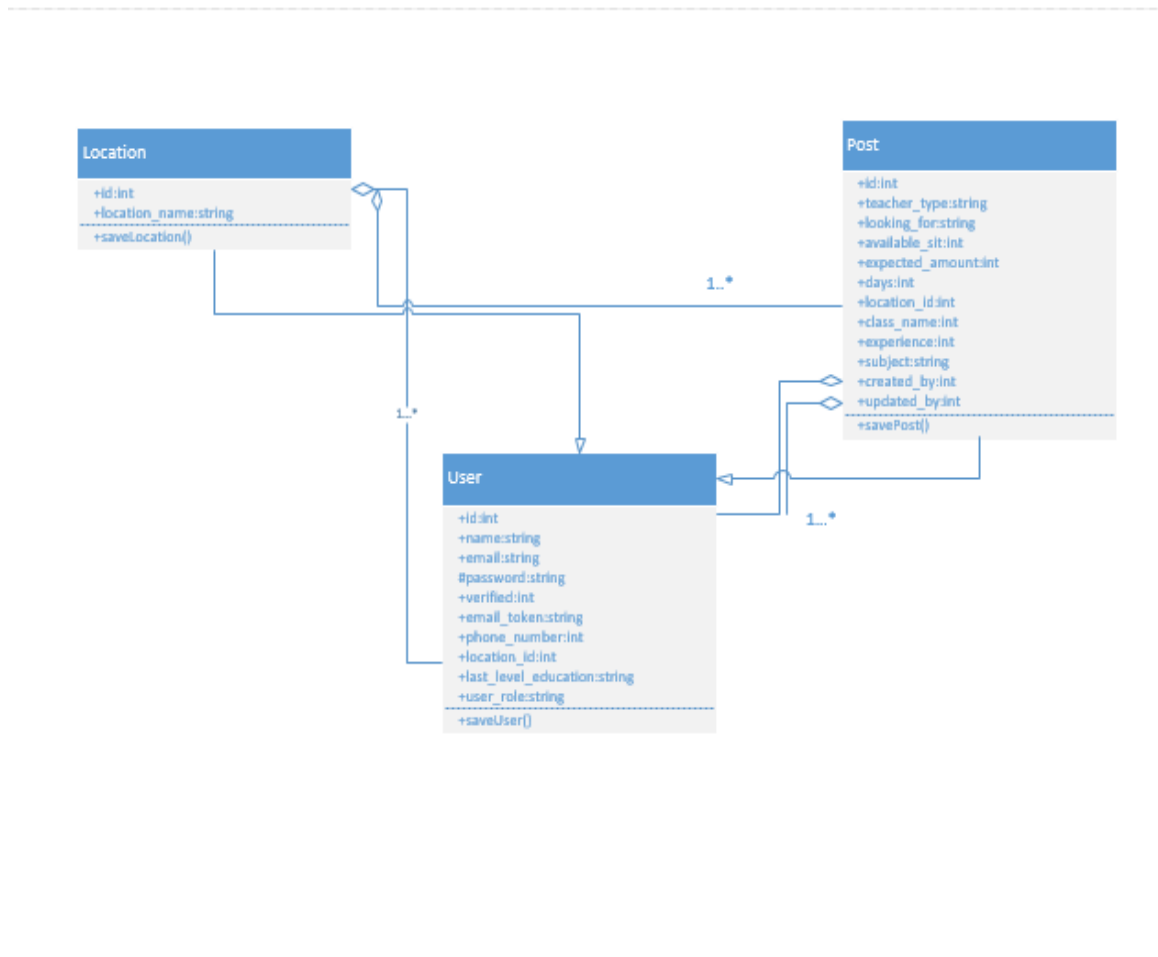 Location
+id:int
+location_name:string
+saveLocation()
Post
+id:int
+teacher_type:string
+looking_for:string
+available_sit:int
+expected_amount:int
+days:int
+location_id:int
+class_name:int
+experience:int
+subject:string
+created_by:int
+updated_by:int
+savePost()
1..*
1...*
User
+id:int
+name:string
+email:string
#password:string
+verified:int
+email_token:string
+phone_number:int
+location_id:int
+last_level_education:string
+user_role:string
+saveUser()
1...*